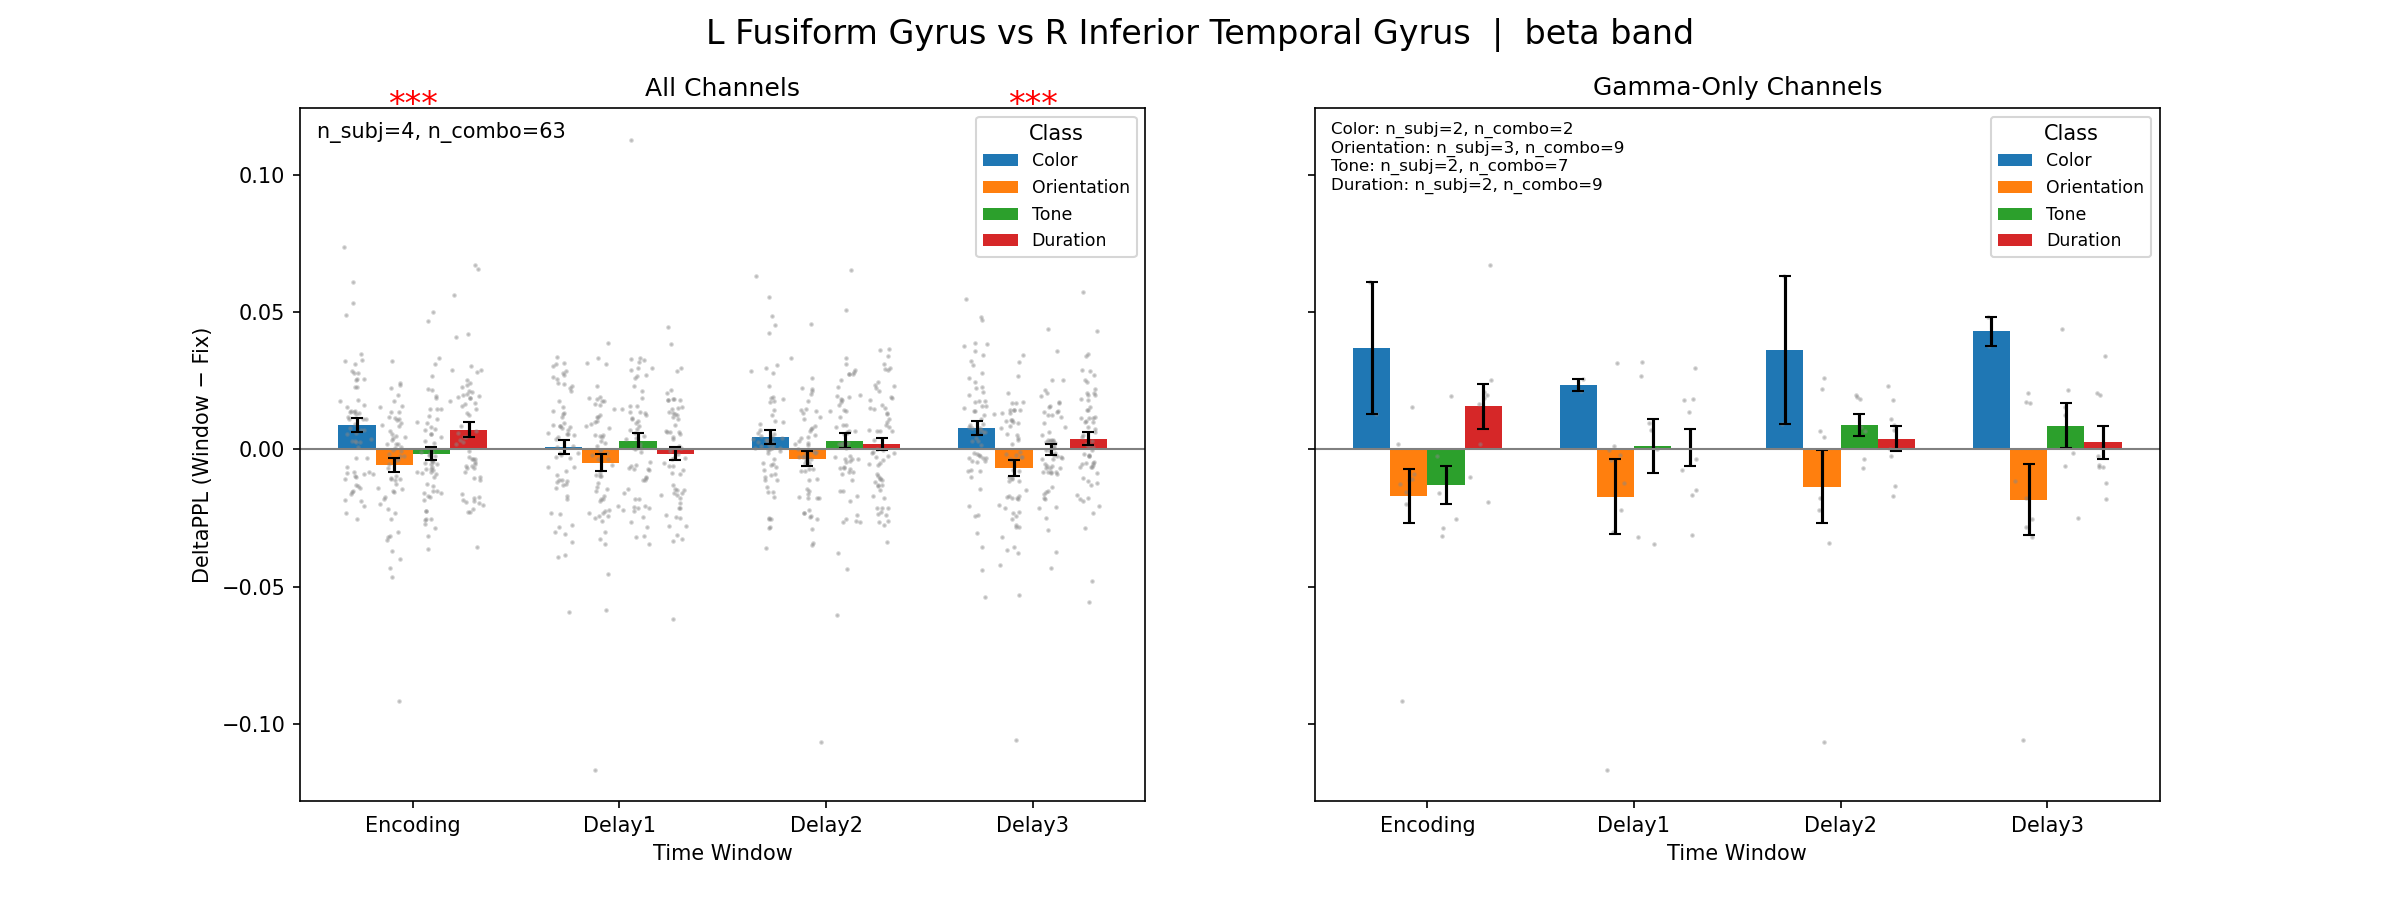 L Fusiform Gyrus vs R Inferior Temporal Gyrus | beta band
All Channels
***
***
n_subj=4, n_combo=63
Class
Color
Orientation
Tone
Duration
0.10
0.05
0.00
−0.05
−0.10
DeltaPPL (Window − Fix)
Encoding
Delay1
Delay2
Delay3
Time Window
Gamma-Only Channels
Color: n_subj=2, n_combo=2
Orientation: n_subj=3, n_combo=9
Tone: n_subj=2, n_combo=7
Duration: n_subj=2, n_combo=9
Class
Color
Orientation
Tone
Duration
Encoding
Delay1
Delay2
Delay3
Time Window